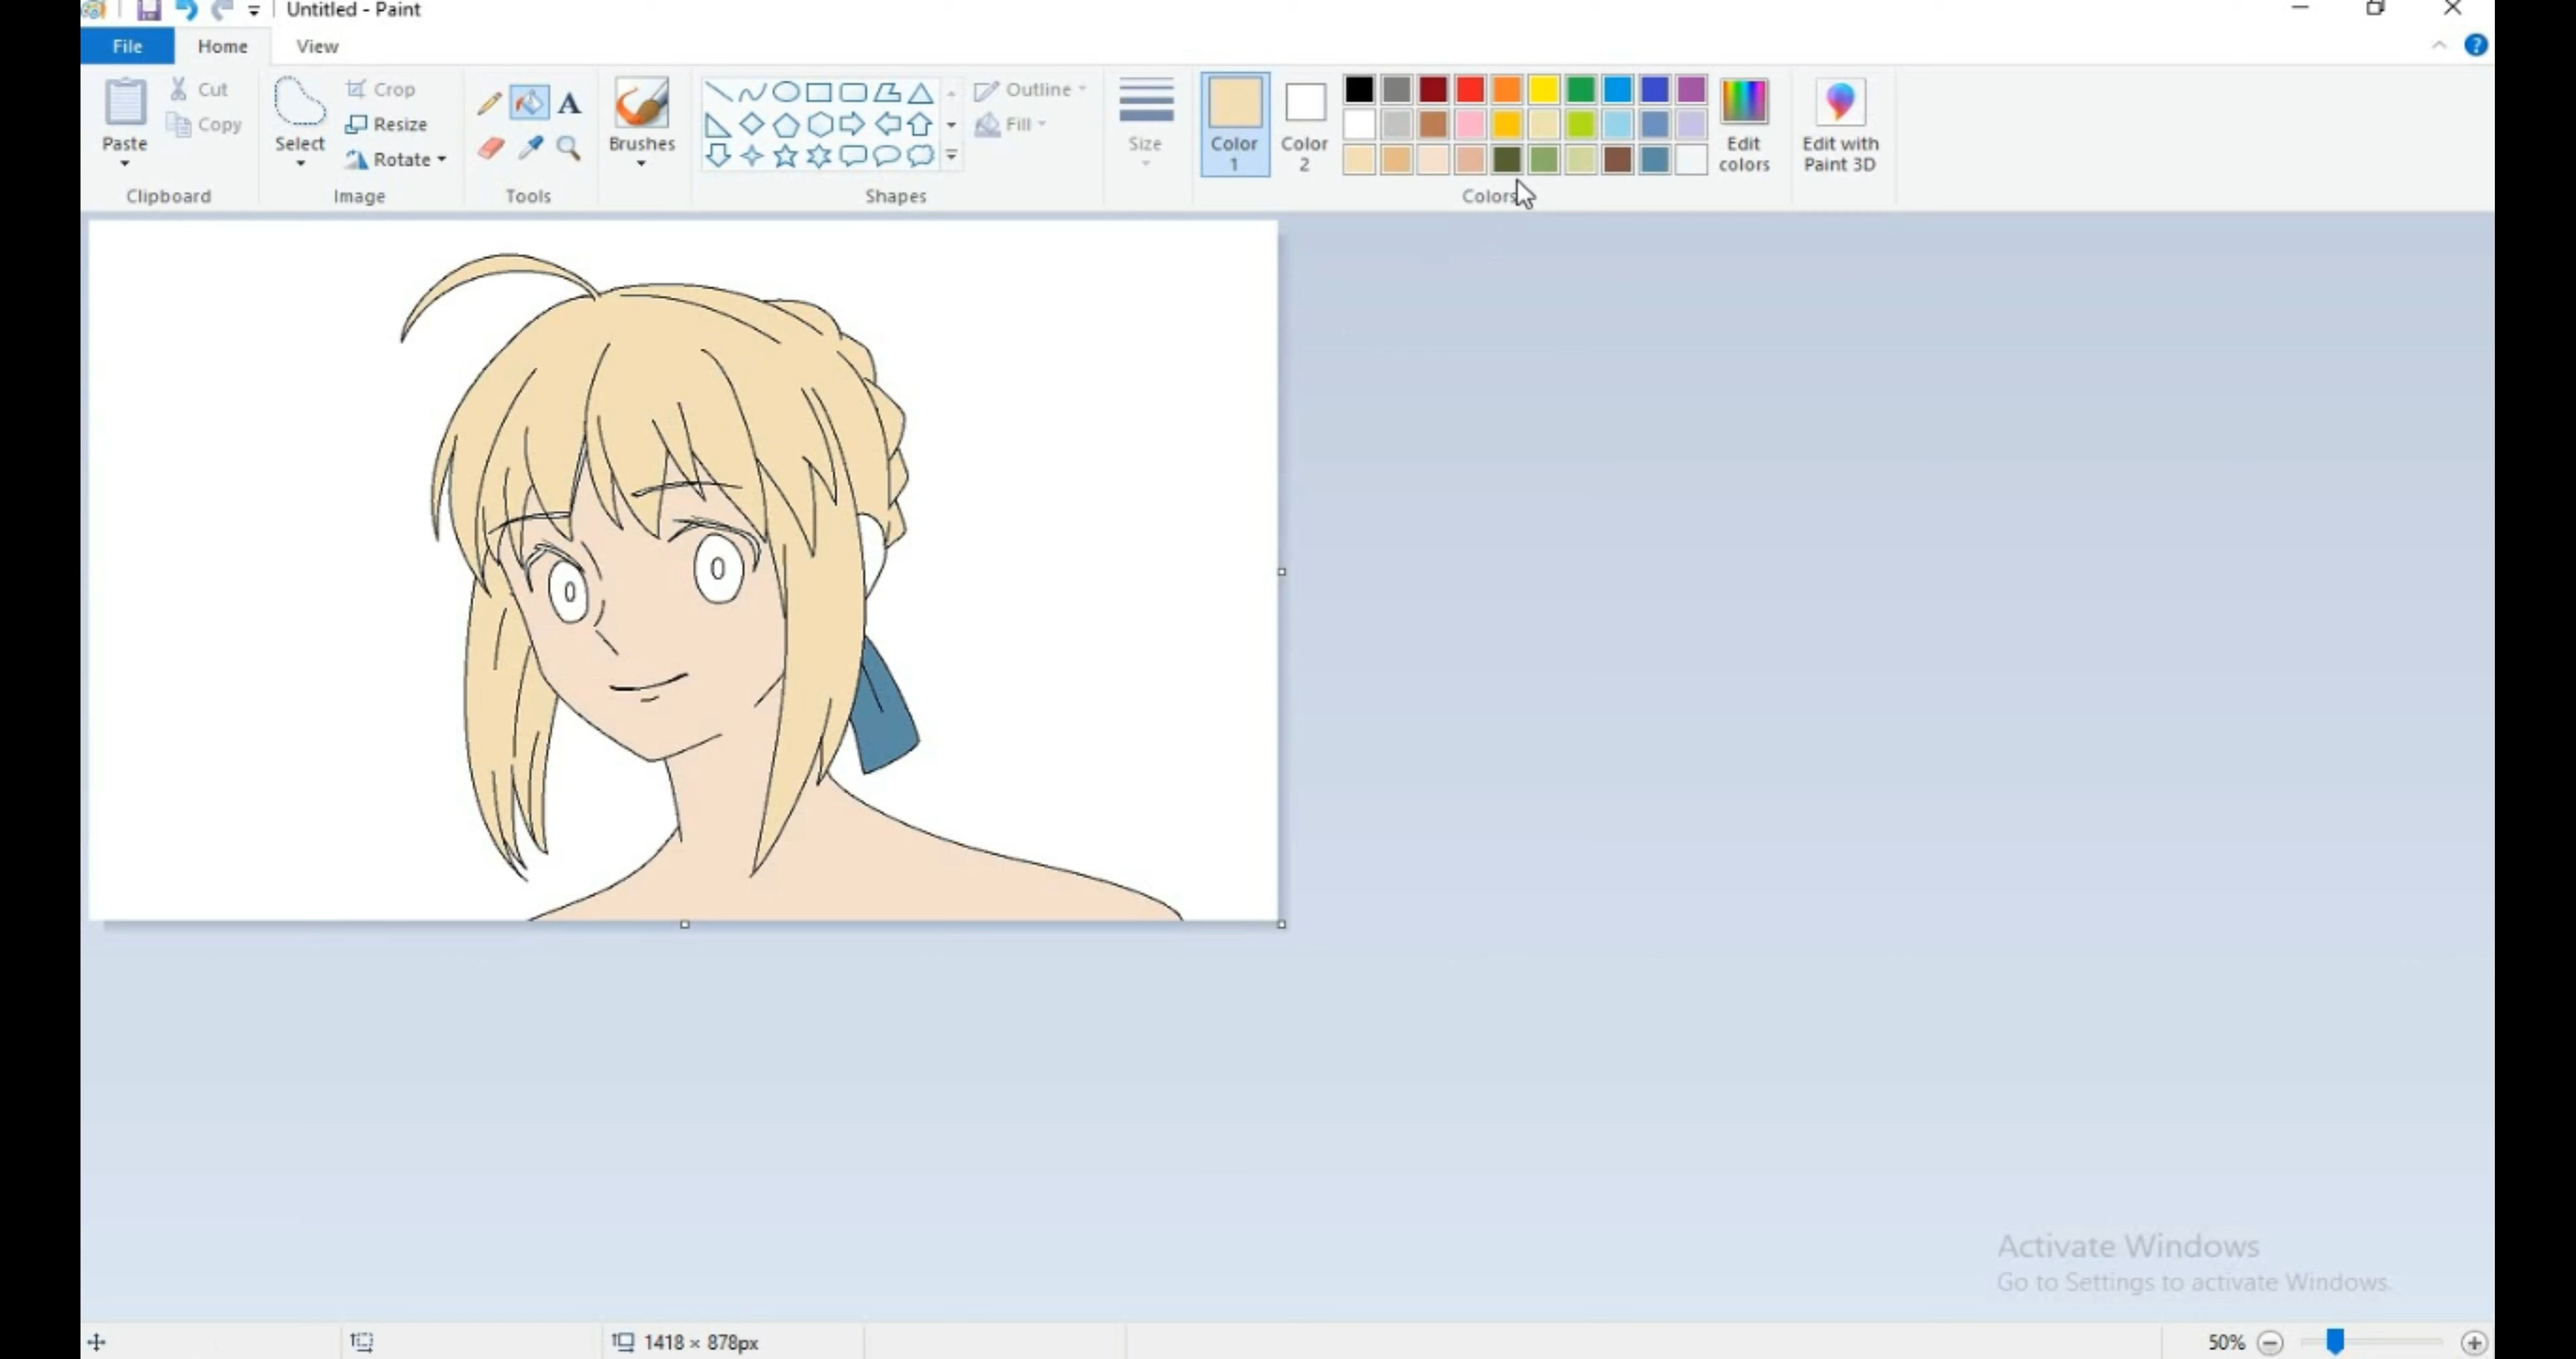 Untitled - Paint
File Home View
Paste
Cut
Copy
Clipboard
Select
Crop
Resize
Rotate
Image
A
Tools
Brushes
Shapes
Outline
Fill
Size
Color 1
Color 2
Colors
Edit colors
Edit with Paint 3D
Activate Windows
Go to Settings to activate Windows.
1418 × 878px
50%